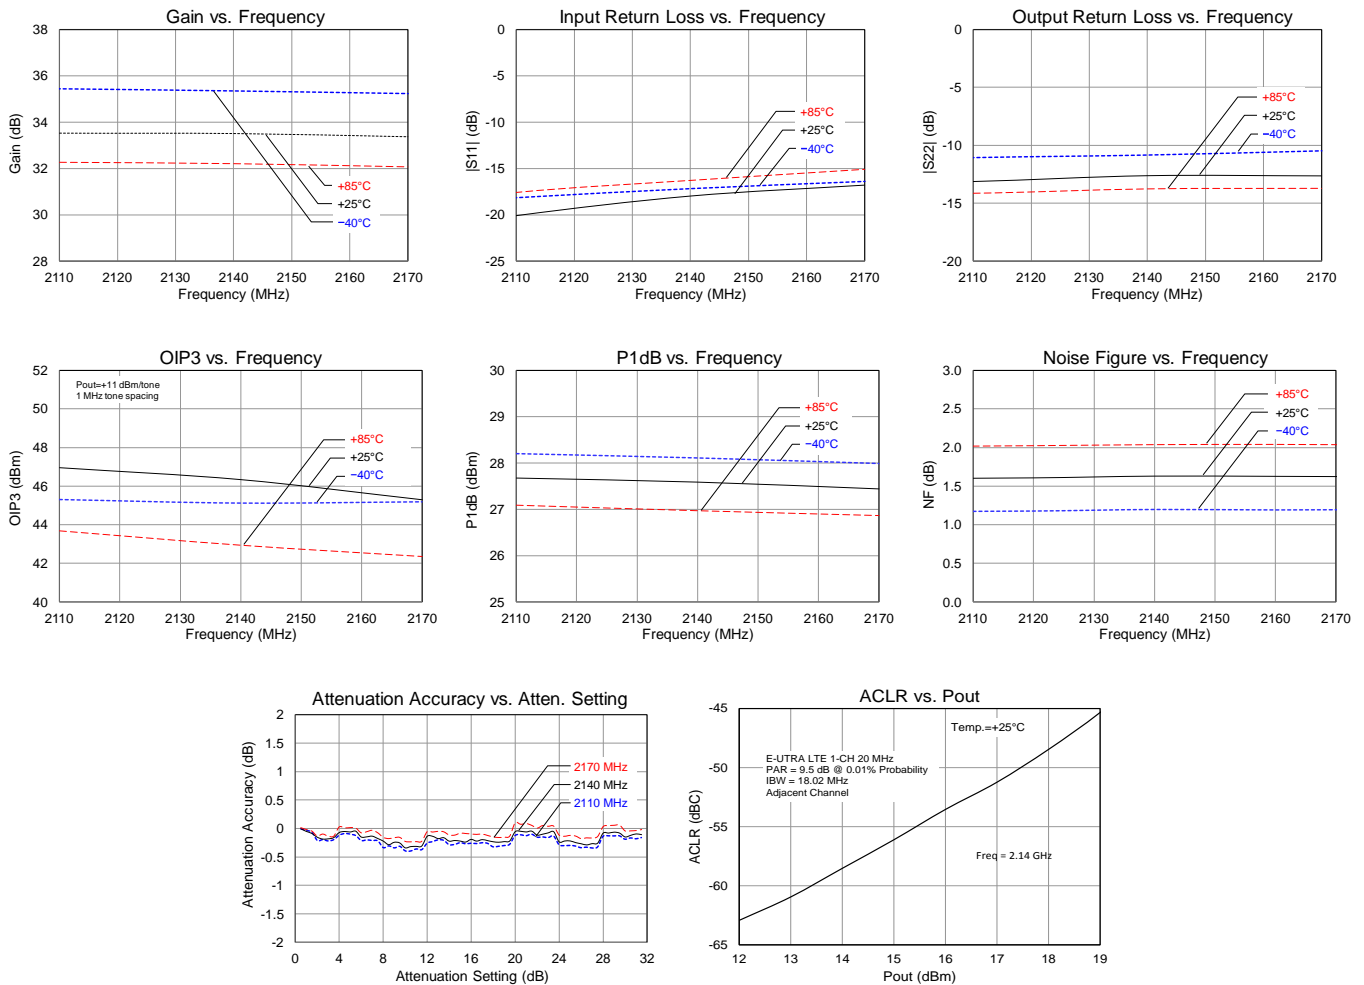 Gain vs. Frequency
38
36
34
32
30
28
Gain (dB)
+85°C
+25°C
−40°C
2110 2120 2130 2140 2150 2160 2170
Frequency (MHz)
Input Return Loss vs. Frequency
0
-5
-10
-15
-20
-25
|S11| (dB)
+85°C
+25°C
−40°C
2110 2120 2130 2140 2150 2160 2170
Frequency (MHz)
Output Return Loss vs. Frequency
0
-5
-10
-15
-20
|S22| (dB)
+85°C
+25°C
−40°C
2110 2120 2130 2140 2150 2160 2170
Frequency (MHz)
OIP3 vs. Frequency
52
50
48
46
44
42
40
OIP3 (dBm)
Pout=+11 dBm/tone
1 MHz tone spacing
+85°C
+25°C
−40°C
2110 2120 2130 2140 2150 2160 2170
Frequency (MHz)
P1dB vs. Frequency
30
29
28
27
26
25
P1dB (dBm)
+85°C
+25°C
−40°C
2110 2120 2130 2140 2150 2160 2170
Frequency (MHz)
Noise Figure vs. Frequency
3.0
2.5
2.0
1.5
1.0
0.5
0.0
NF (dB)
+85°C
+25°C
−40°C
2110 2120 2130 2140 2150 2160 2170
Frequency (MHz)
Attenuation Accuracy vs. Atten. Setting
2
1.5
1
0.5
0
-0.5
-1
-1.5
-2
Attenuation Accuracy (dB)
2170 MHz
2140 MHz
2110 MHz
0 4 8 12 16 20 24 28 32
Attenuation Setting (dB)
ACLR vs. Pout
-45
-50
-55
-60
-65
ACLR (dBC)
Temp.=+25°C
E-UTRA LTE 1-CH 20 MHz
PAR = 9.5 dB @ 0.01% Probability
IBW = 18.02 MHz
Adjacent Channel
Freq = 2.14 GHz
12 13 14 15 16 17 18 19
Pout (dBm)